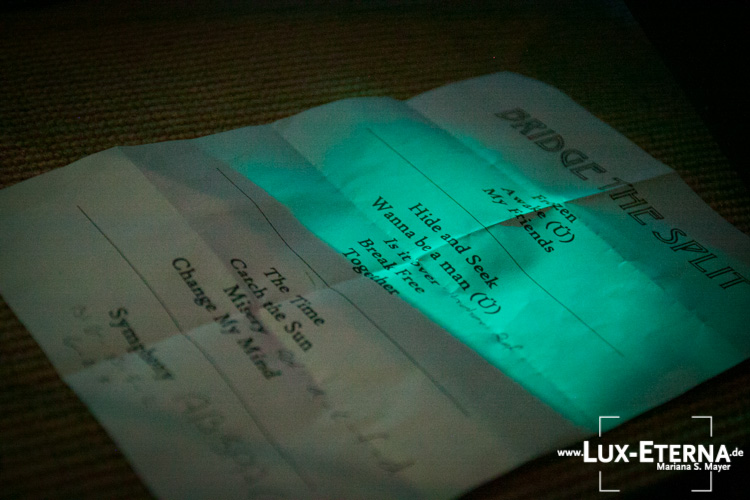 BRIDGE THE SPLIT
Frozen
Awake (Ü)
My Friends
Hide and Seek
Wanna be a man (Ü)
Is it over
Break Free
Together
The Time
Catch the Sun
Misery
Change My Mind
Symphony
www.LUX-ETERNA.de
Mariana S. Mayer